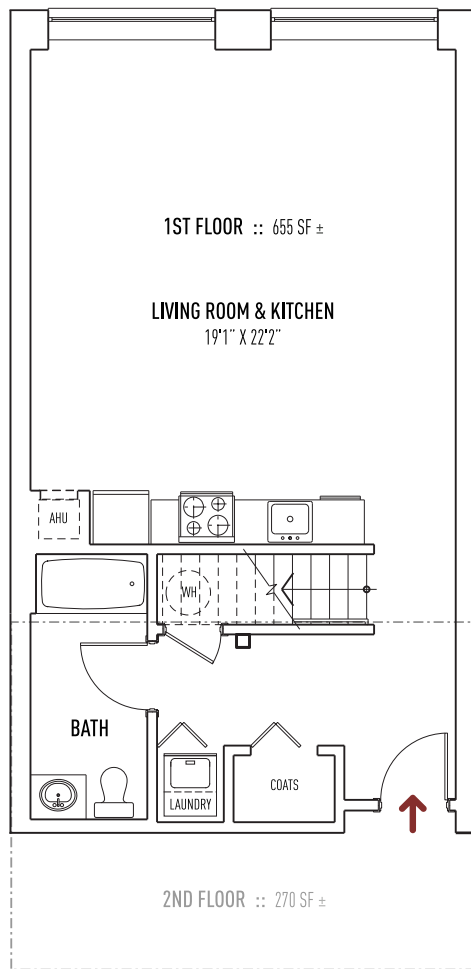 1ST FLOOR :: 655 SF ±
LIVING ROOM & KITCHEN
19'1" X 22'2"
AHU
WH
BATH
LAUNDRY
COATS
2ND FLOOR :: 270 SF ±